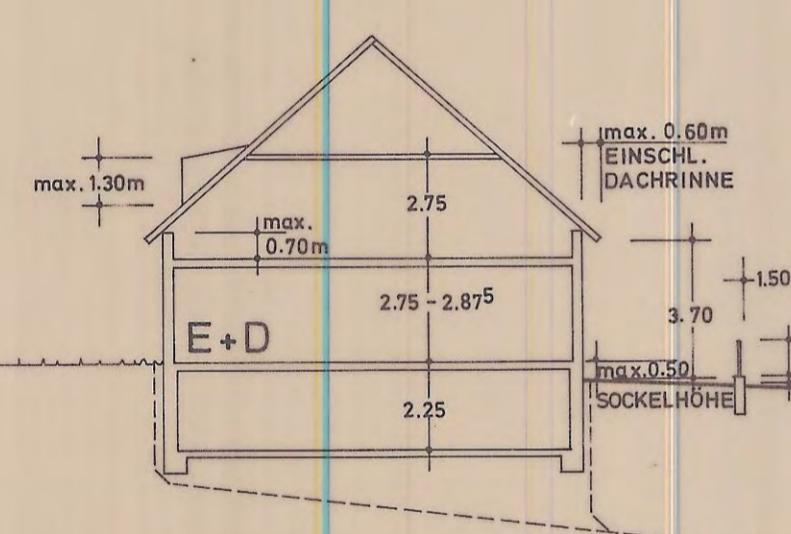 max. 0.60m
EINSCHL.
DACHRINNE
max. 1.30m
2.75
max.
0.70m
2.75 - 2.87⁵
1.50
3.70
E+D
max.0.50
SOCKELHÖHE
2.25